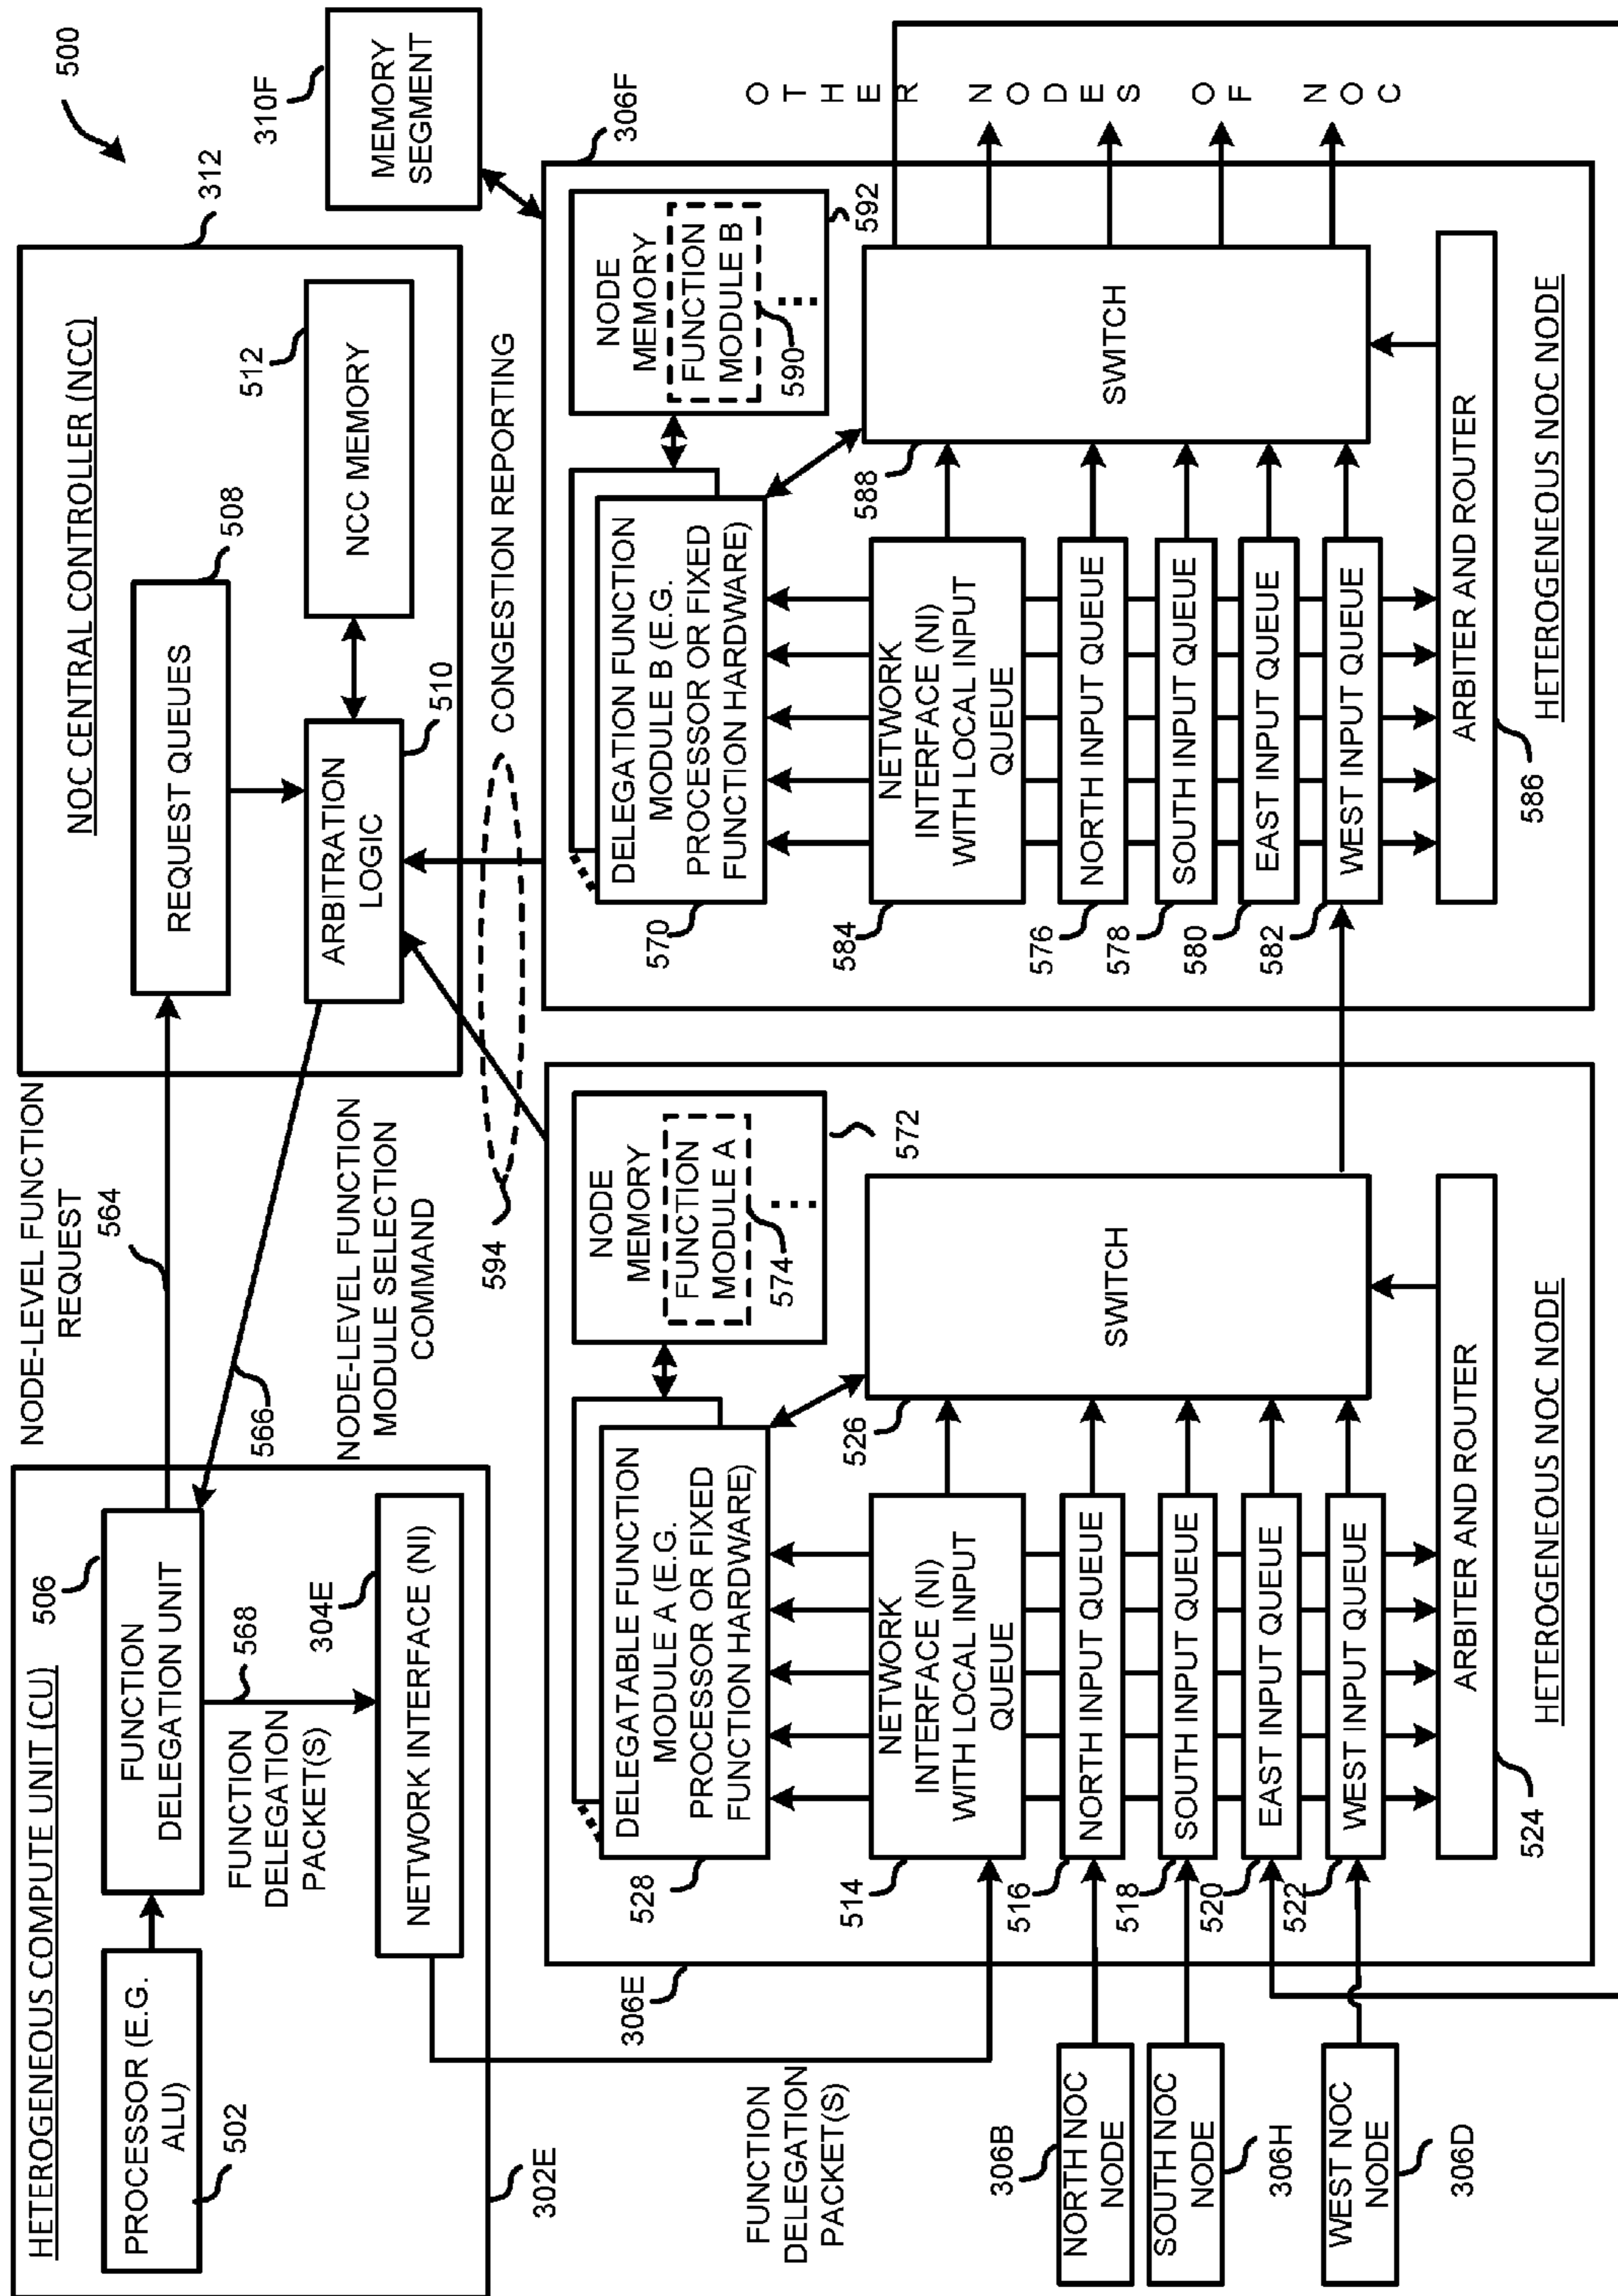 500
HETEROGENEOUS COMPUTE UNIT (CU)
PROCESSOR (E.G.
ALU)
502
506
FUNCTION
DELEGATION UNIT
568
FUNCTION
DELEGATION
PACKET(S)
304E
NETWORK INTERFACE (NI)
302E
NODE-LEVEL FUNCTION
REQUEST
564
566
NODE-LEVEL FUNCTION
MODULE SELECTION
COMMAND
312
NOC CENTRAL CONTROLLER (NCC)
REQUEST QUEUES
508
ARBITRATION
LOGIC
510
512
NCC MEMORY
594
CONGESTION REPORTING
310F
MEMORY
SEGMENT
FUNCTION
DELEGATION
PACKET(S)
306B
NORTH NOC
NODE
SOUTH NOC
NODE
306H
WEST NOC
NODE
306D
306E
DELEGATABLE FUNCTION
MODULE A (E.G.
PROCESSOR OR FIXED
FUNCTION HARDWARE)
528
NODE
MEMORY
FUNCTION
MODULE A
574
572
NETWORK
INTERFACE (NI)
WITH LOCAL INPUT
QUEUE
514
NORTH INPUT QUEUE
516
SOUTH INPUT QUEUE
518
EAST INPUT QUEUE
520
WEST INPUT QUEUE
522
SWITCH
526
ARBITER AND ROUTER
524
HETEROGENEOUS NOC NODE
306F
DELEGATION FUNCTION
MODULE B (E.G.
PROCESSOR OR FIXED
FUNCTION HARDWARE)
570
NODE
MEMORY
FUNCTION
MODULE B
590
592
NETWORK
INTERFACE (NI)
WITH LOCAL INPUT
QUEUE
584
NORTH INPUT QUEUE
576
SOUTH INPUT QUEUE
578
EAST INPUT QUEUE
580
WEST INPUT QUEUE
582
SWITCH
588
ARBITER AND ROUTER
586
HETEROGENEOUS NOC NODE
OTHER NODES OF NOC